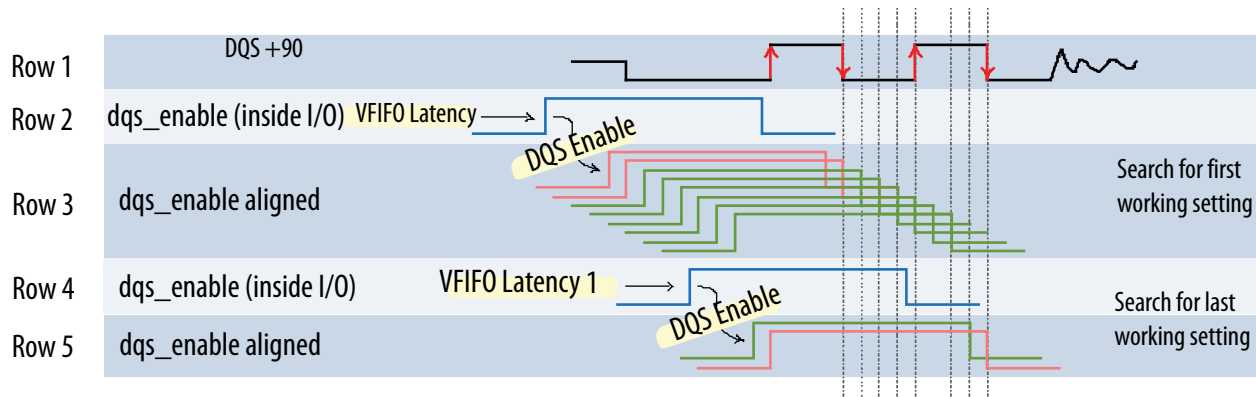 Row 1
DQS +90
Row 2
dqs_enable (inside I/O)
VFIFO Latency
DQS Enable
Row 3
dqs_enable aligned
Search for first
working setting
Row 4
dqs_enable (inside I/O)
VFIFO Latency 1
DQS Enable
Search for last
working setting
Row 5
dqs_enable aligned